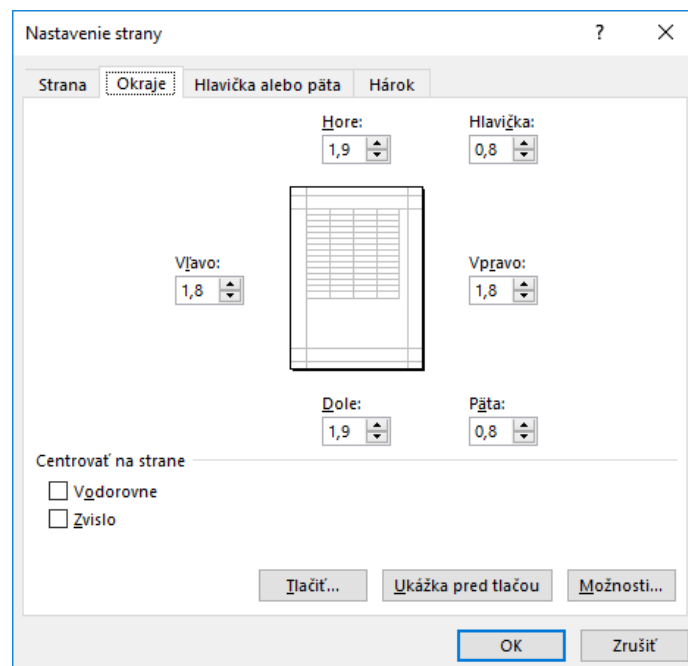 Nastavenie strany ?
Strana Okraje Hlavička alebo päta Hárok
Hore: Hlavička:
1,9 0,8
Vľavo: Vpravo:
1,8 1,8
Dole: Päta:
1,9 0,8
Centrovať na strane
Vodorovne
Zvislo
Tlačiť... Ukážka pred tlačou Možnosti...
OK Zrušiť